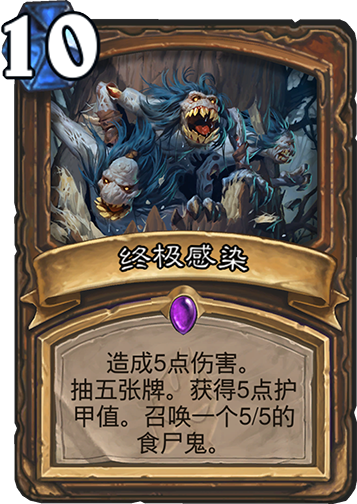 10
终极感染
造成5点伤害。
抽五张牌。获得5点护
甲值。召唤一个5/5的
食尸鬼。